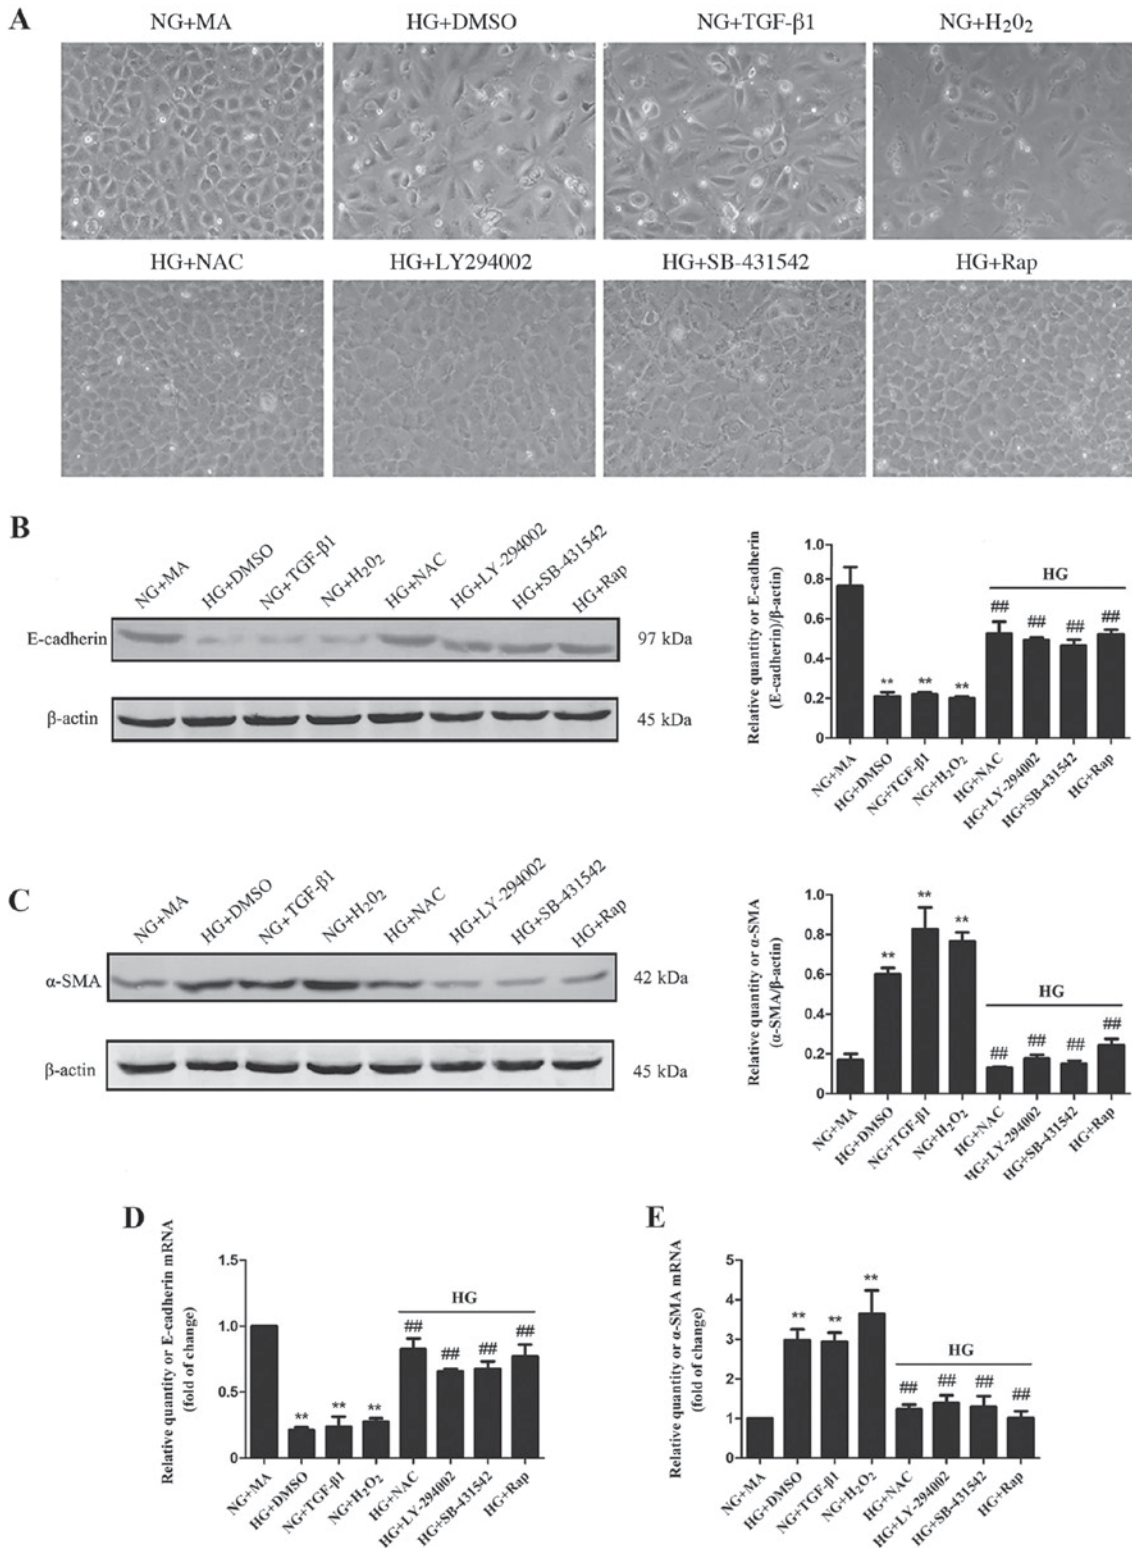 A
NG+MA
HG+DMSO
NG+TGF-β1
NG+H₂0₂
HG+NAC
HG+LY294002
HG+SB-431542
HG+Rap
B
NG+MA
HG+DMSO
NG+TGF-β1
NG+H₂0₂
HG+NAC
HG+LY-294002
HG+SB-431542
HG+Rap
E-cadherin
97 kDa
β-actin
45 kDa
Relative quantity or E-cadherin
(E-cadherin)/β-actin)
1.0
0.8
0.6
0.4
0.2
0
HG
**
**
**
##
##
##
##
NG+MA
HG+DMSO
NG+TGF-β1
NG+H₂O₂
HG+NAC
HG+LY-294002
HG+SB-431542
HG+Rap
C
NG+MA
HG+DMSO
NG+TGF-β1
NG+H₂0₂
HG+NAC
HG+LY-294002
HG+SB-431542
HG+Rap
α-SMA
42 kDa
β-actin
45 kDa
Relative quantity or α-SMA
(α-SMA/β-actin)
1.0
0.8
0.6
0.4
0.2
0
HG
**
**
**
##
##
##
##
NG+MA
HG+DMSO
NG+TGF-β1
NG+H₂O₂
HG+NAC
HG+LY-294002
HG+SB-431542
HG+Rap
D
Relative quantity or E-cadherin mRNA
(fold of change)
1.5
1.0
0.5
0
HG
**
**
**
##
##
##
##
NG+MA
HG+DMSO
NG+TGF-β1
NG+H₂O₂
HG+NAC
HG+LY-294002
HG+SB-431542
HG+Rap
E
Relative quantity or α-SMA mRNA
(fold of change)
5
4
3
2
1
0
HG
**
**
**
##
##
##
##
NG+MA
HG+DMSO
NG+TGF-β1
NG+H₂O₂
HG+NAC
HG+LY-294002
HG+SB-431542
HG+Rap